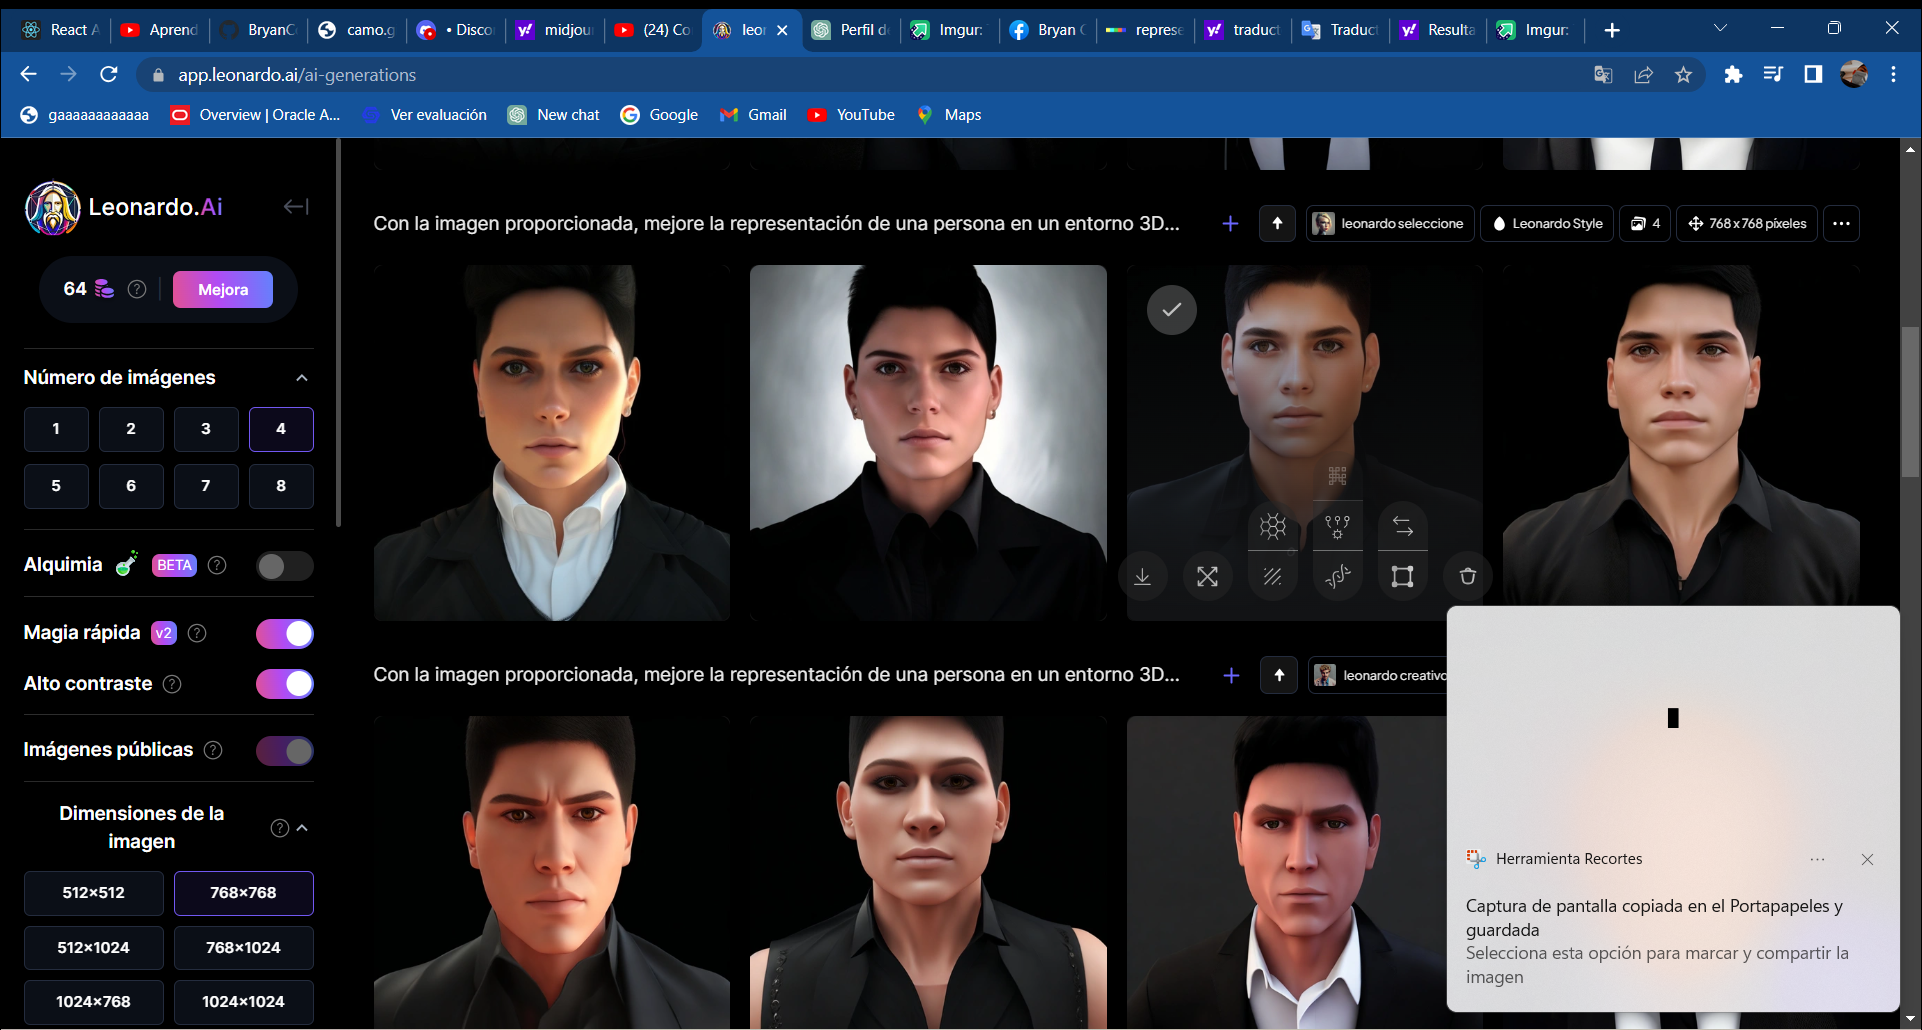 React A
Aprend
BryanC
camo.g
• Disco
midjou
(24) Co
leor
Perfil de
Imgur:
Bryan C
represe
traduct
Traduct
Resulta
Imgur:
app.leonardo.ai/ai-generations
gaaaaaaaaaaaa
Overview | Oracle A...
Ver evaluación
New chat
Google
Gmail
YouTube
Maps
Leonardo.Ai
64
Mejora
Número de imágenes
1 2 3 4
5 6 7 8
Alquimia BETA
Magia rápida v2
Alto contraste
Imágenes públicas
Dimensiones de la
imagen
512×512 768×768
512×1024 768×1024
1024×768 1024×1024
Con la imagen proporcionada, mejore la representación de una persona en un entorno 3D...
leonardo seleccione
Leonardo Style
4
768 x 768 píxeles
Con la imagen proporcionada, mejore la representación de una persona en un entorno 3D...
leonardo creativo
Herramienta Recortes
Captura de pantalla copiada en el Portapapeles y
guardada
Selecciona esta opción para marcar y compartir la
imagen